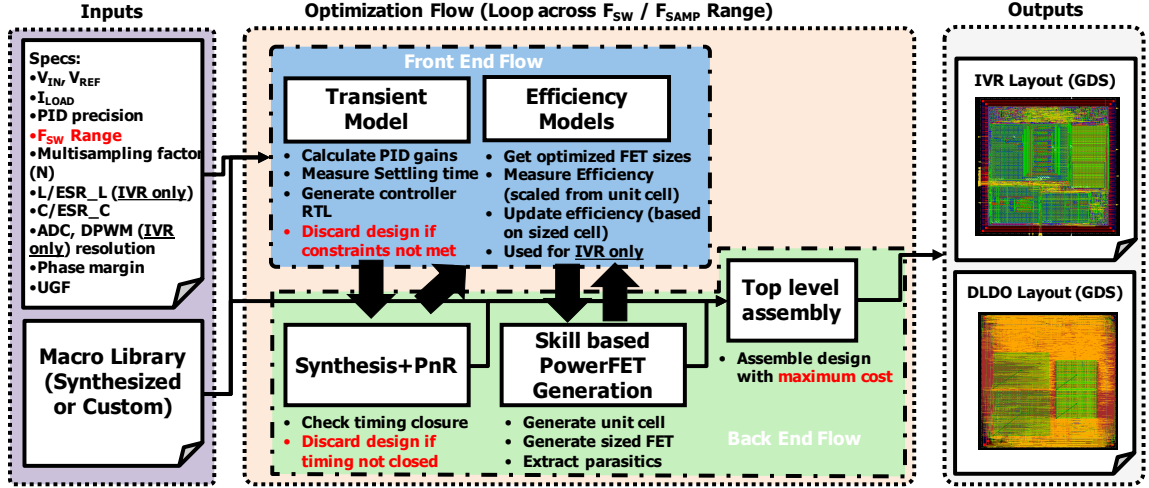 Inputs
Optimization Flow (Loop across FSW / FSAMP Range)
Outputs
Specs:
•VIN, VREF
•ILOAD
•PID precision
•FSW Range
•Multisampling factor
(N)
•L/ESR_L (IVR only)
•C/ESR_C
•ADC, DPWM (IVR
only) resolution
•Phase margin
•UGF
Macro Library
(Synthesized
or Custom)
Front End Flow
Transient
Model
• Calculate PID gains
• Measure Settling time
• Generate controller
RTL
• Discard design if
constraints not met
Efficiency
Models
• Get optimized FET sizes
• Measure Efficiency
(scaled from unit cell)
• Update efficiency (based
on sized cell)
• Used for IVR only
Synthesis+PnR
• Check timing closure
• Discard design if
timing not closed
Skill based
PowerFET
Generation
• Generate unit cell
• Generate sized FET
• Extract parasitics
Top level
assembly
• Assemble design
with maximum cost
Back End Flow
IVR Layout (GDS)
DLDO Layout (GDS)